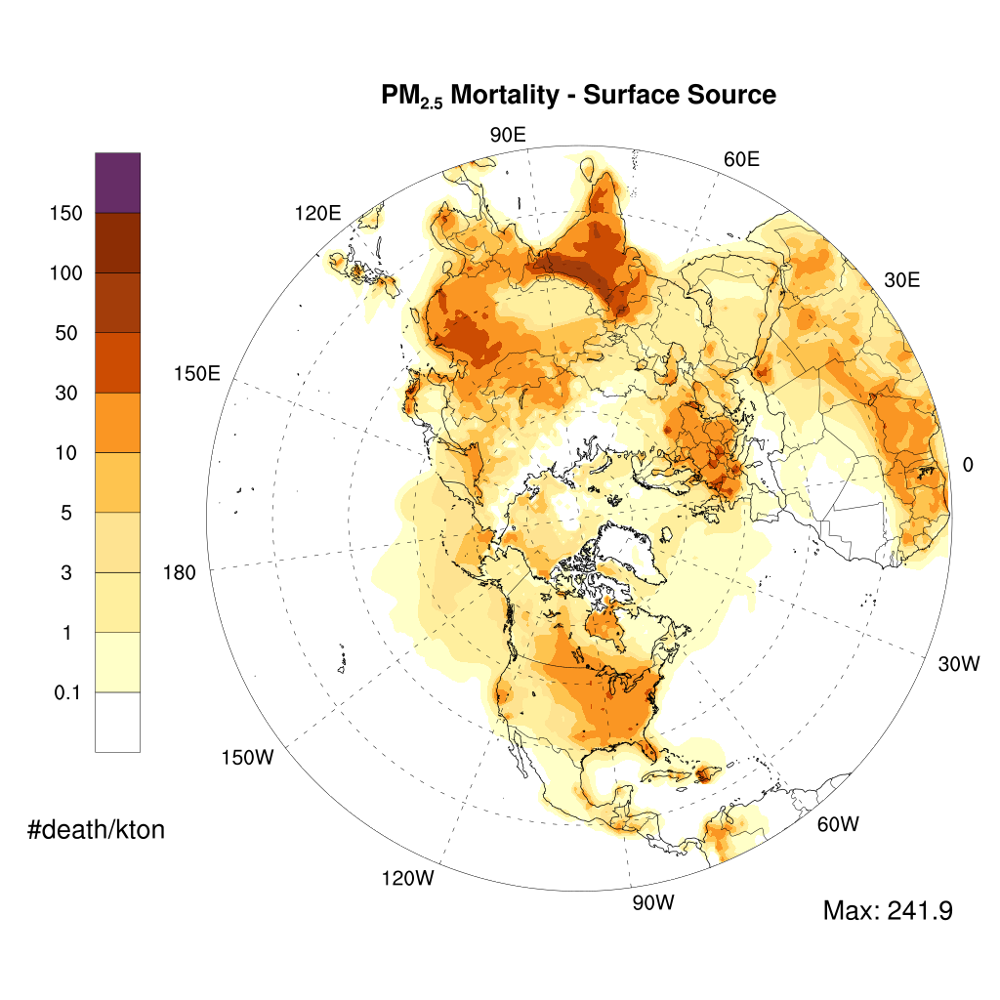 PM2.5 Mortality - Surface Source
90E
60E
120E
30E
150E
0
180
30W
150W
60W
120W
90W
150
100
50
30
10
5
3
1
0.1
#death/kton
Max: 241.9